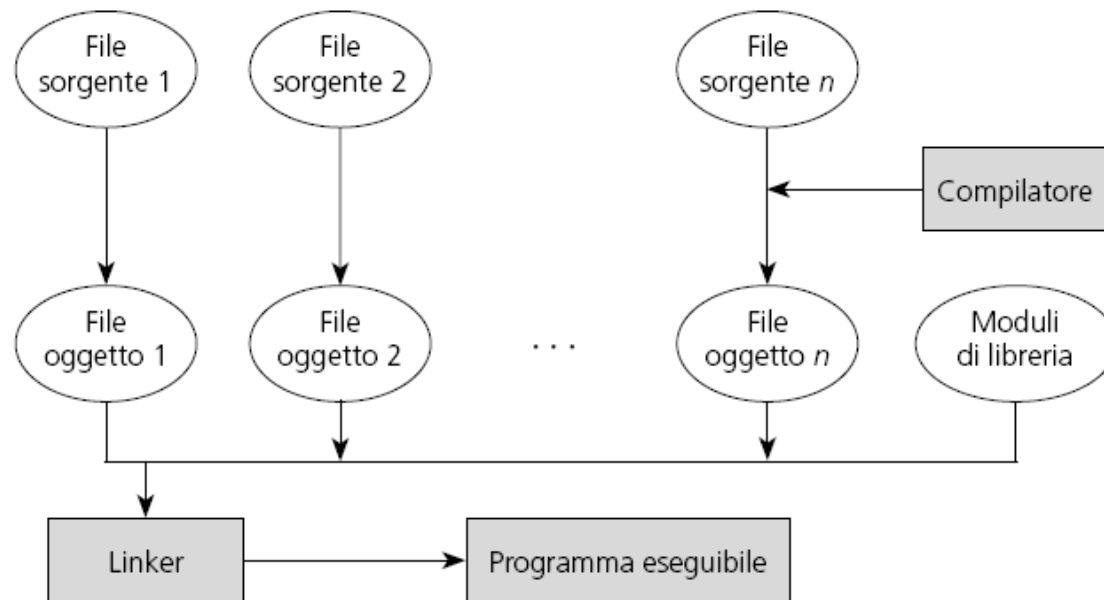 File
sorgente 1
File
sorgente 2
File
sorgente n
Compilatore
File
oggetto 1
File
oggetto 2
...
File
oggetto n
Moduli
di libreria
Linker
Programma eseguibile